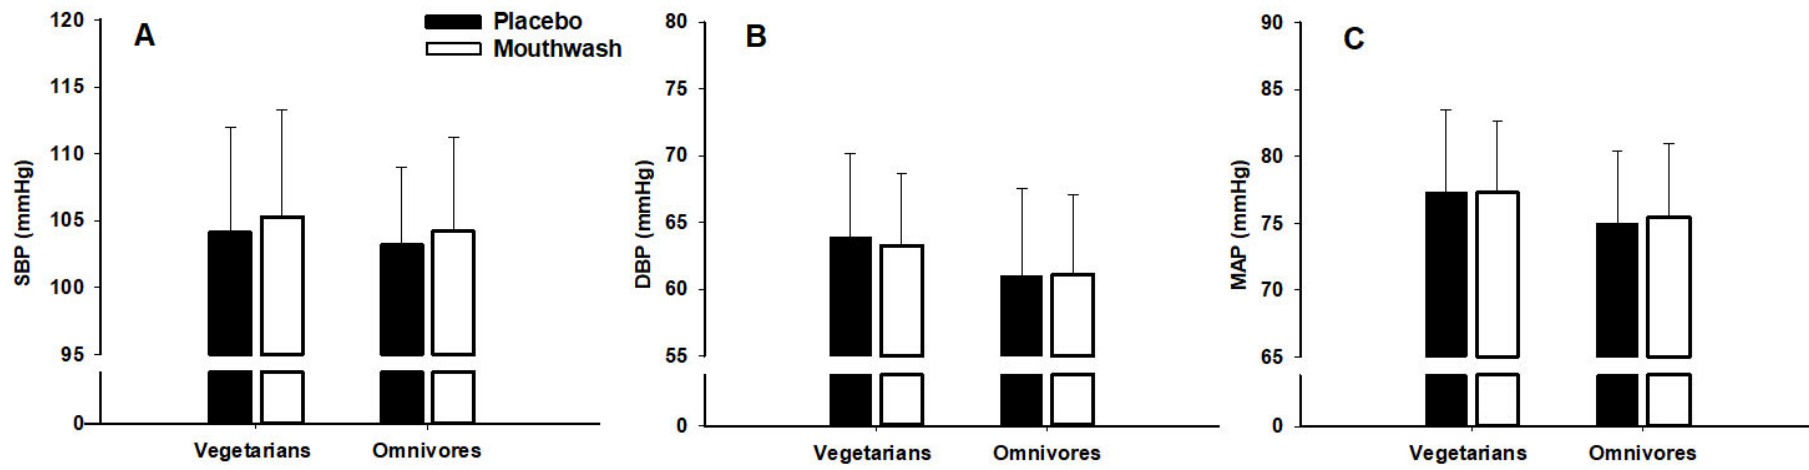 A
Placebo
Mouthwash
SBP (mmHg)
120
115
110
105
100
95
0
Vegetarians Omnivores
B
DBP (mmHg)
80
75
70
65
60
55
0
Vegetarians Omnivores
C
MAP (mmHg)
90
85
80
75
70
65
0
Vegetarians Omnivores